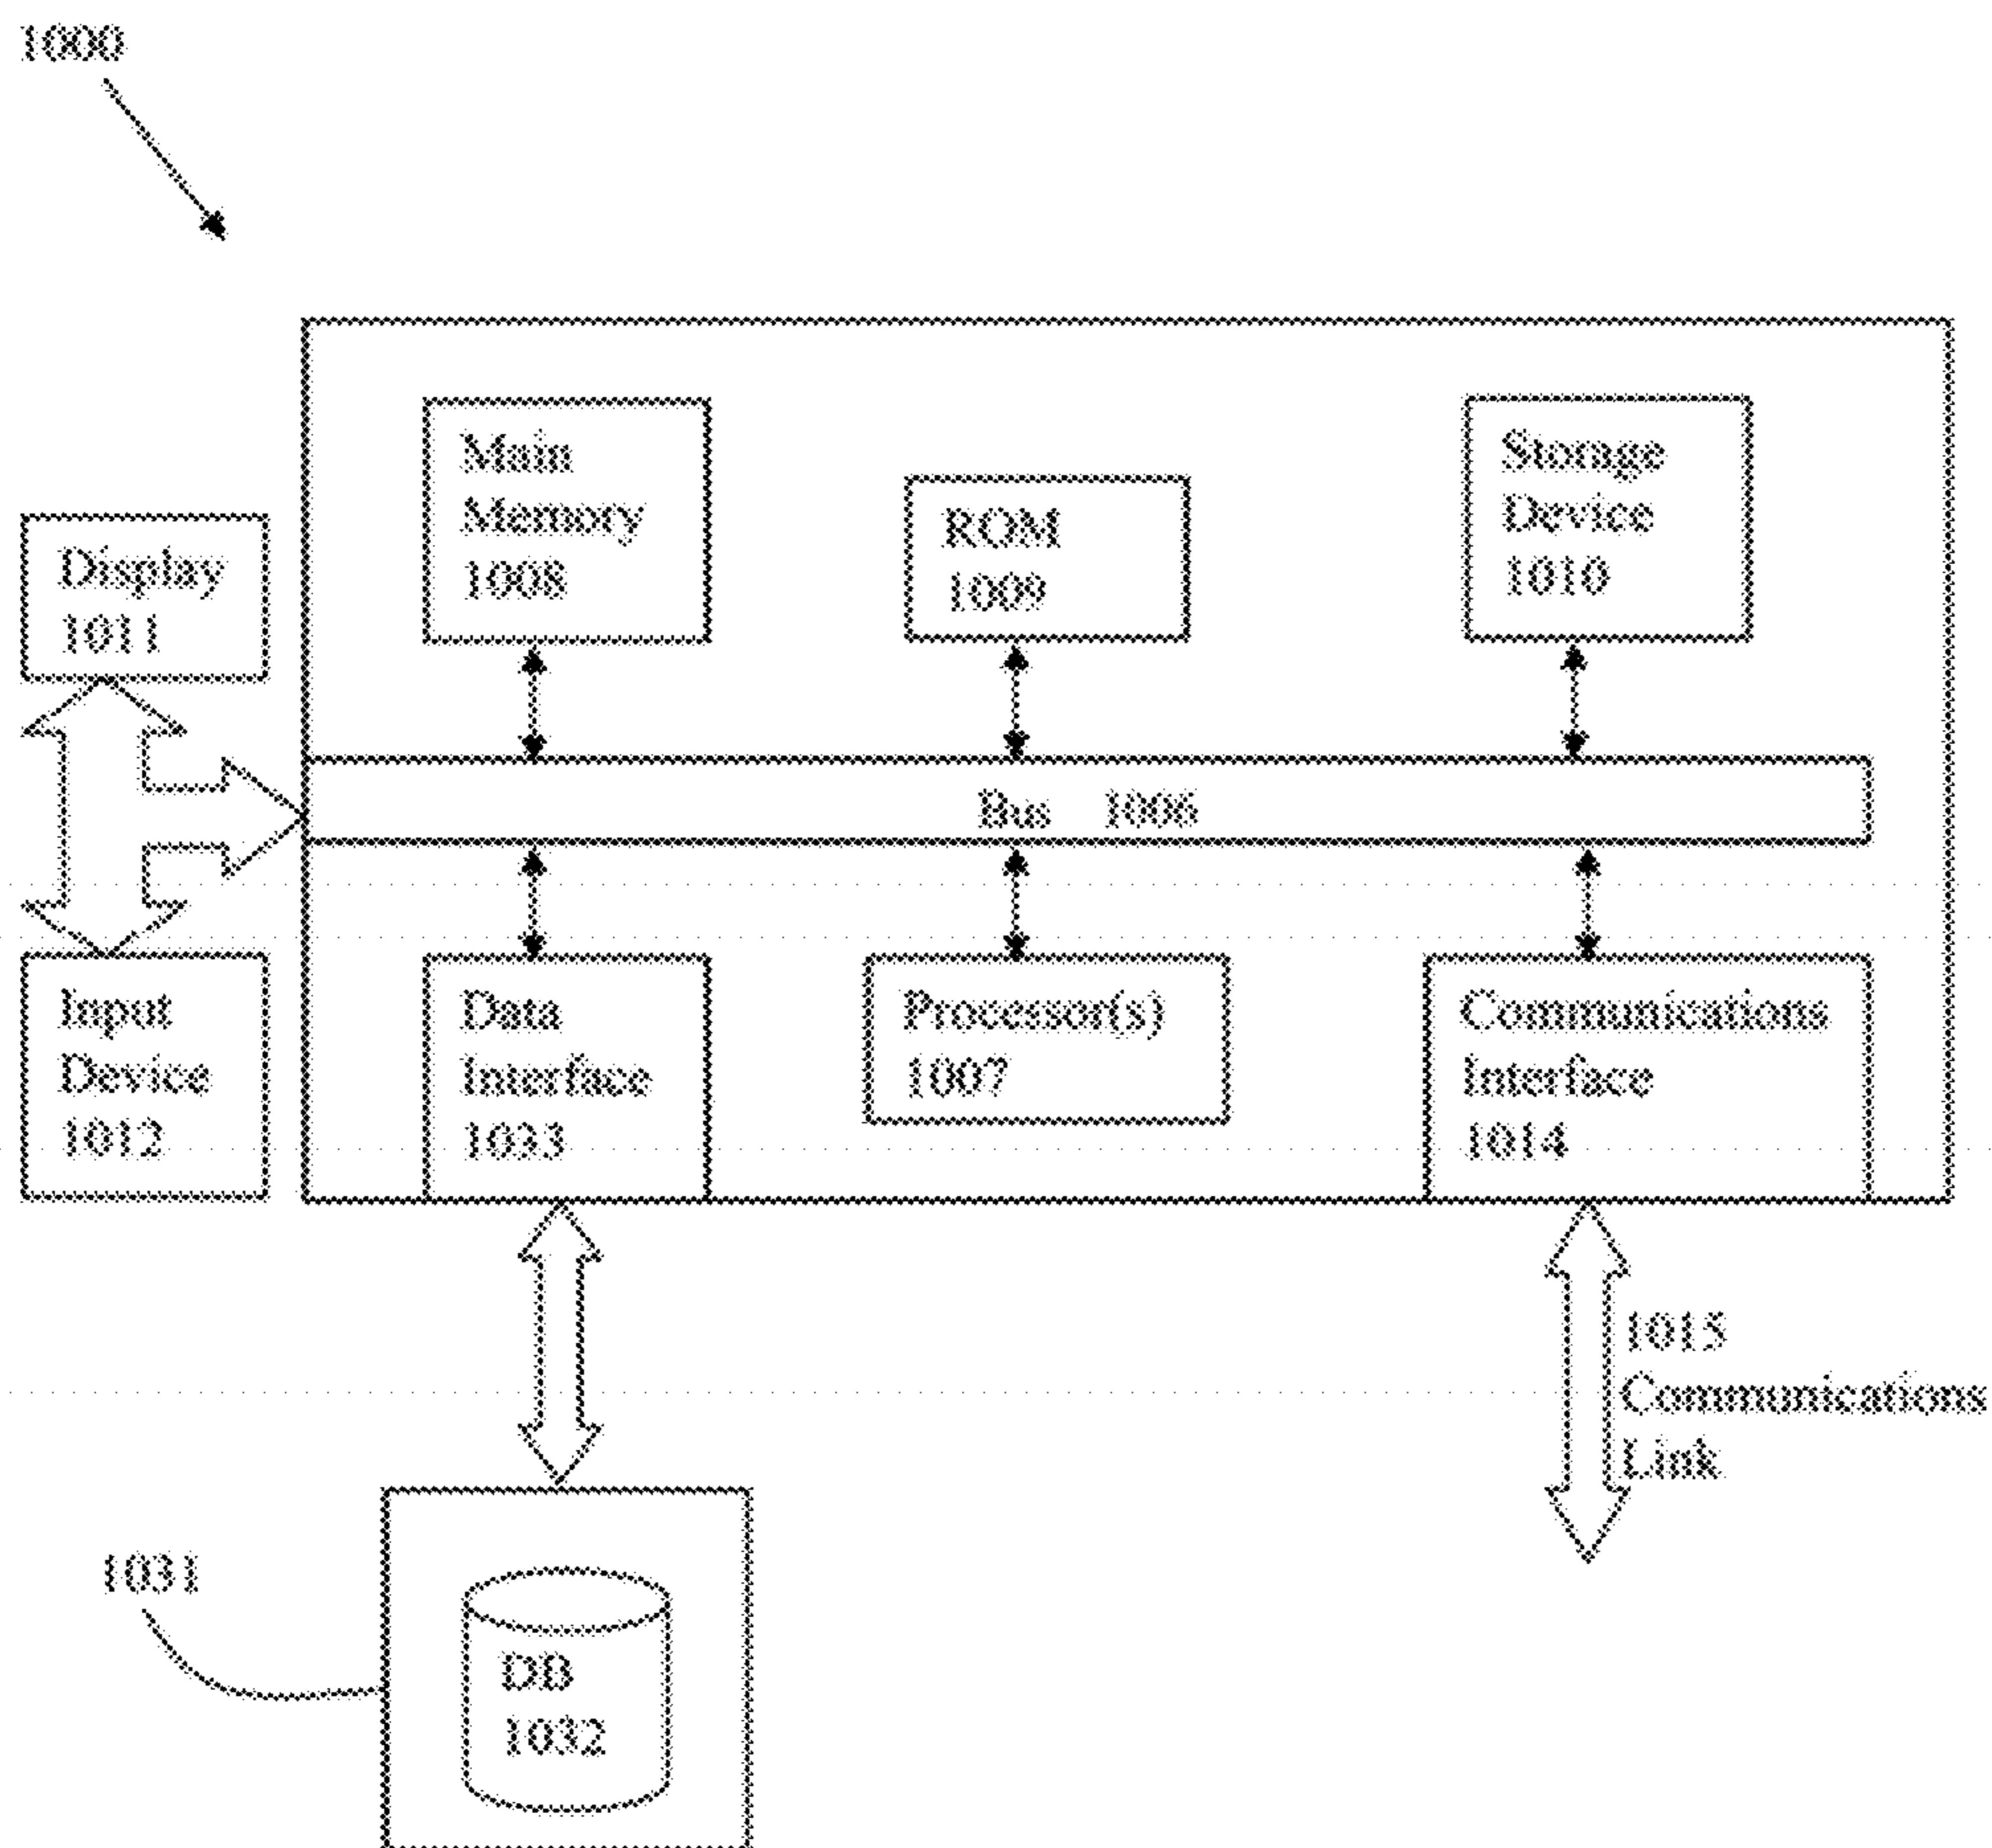 1000
Main
Memory
1008
ROM
1009
Storage
Device
1010
Display
1011
Bus 1006
Input
Device
1012
Data
Interface
1033
Processor(s)
1007
Communications
Interface
1014
1015
Communications
Link
1031
DB
1032